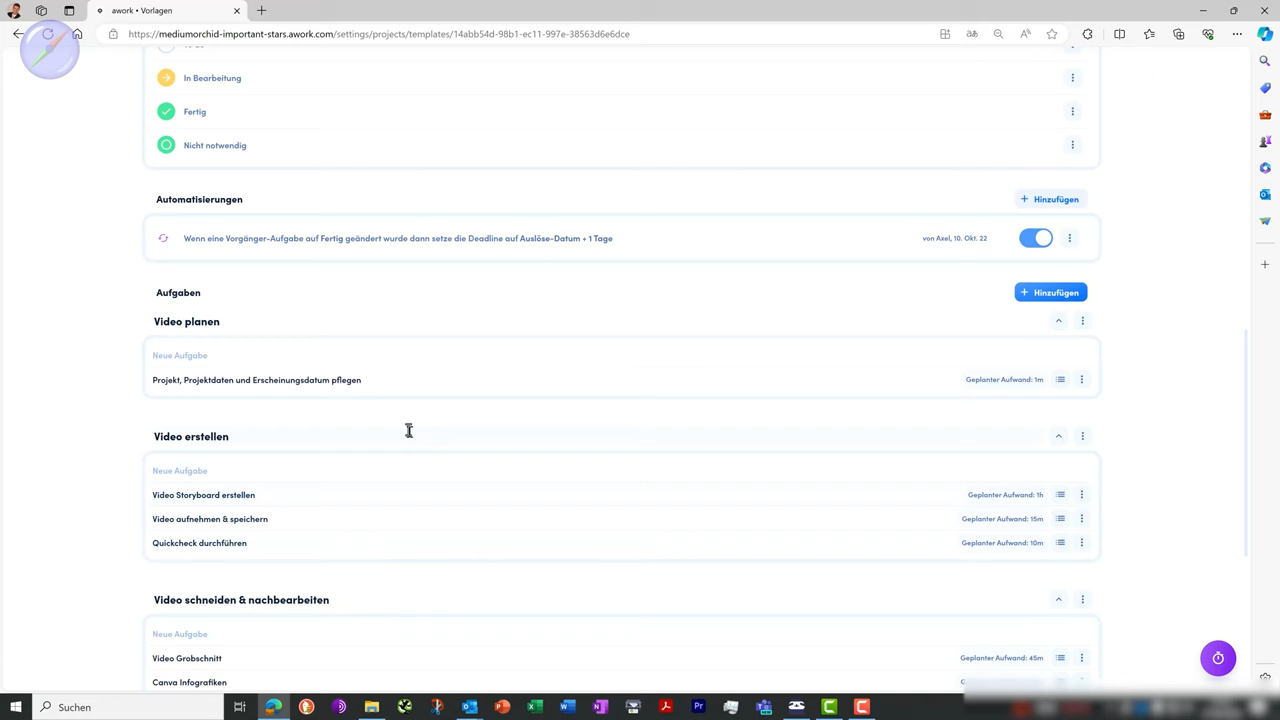 awork • Vorlagen
https://mediumorchid-important-stars.awork.com/settings/projects/templates/14abb54d-98b1-ec11-997e-38563d6e6dce
In Bearbeitung
Fertig
Nicht notwendig
Automatisierungen
+ Hinzufügen
Wenn eine Vorgänger-Aufgabe auf Fertig geändert wurde dann setze die Deadline auf Auslöse-Datum + 1 Tage
von Axel, 10. Okt. 22
Aufgaben
+ Hinzufügen
Video planen
Neue Aufgabe
Projekt, Projektdaten und Erscheinungsdatum pflegen
Geplanter Aufwand: 1m
Video erstellen
Neue Aufgabe
Video Storyboard erstellen
Geplanter Aufwand: 1h
Video aufnehmen & speichern
Geplanter Aufwand: 15m
Quickcheck durchführen
Geplanter Aufwand: 10m
Video schneiden & nachbearbeiten
Neue Aufgabe
Video Grobschnitt
Geplanter Aufwand: 45m
Canva Infografiken
Suchen